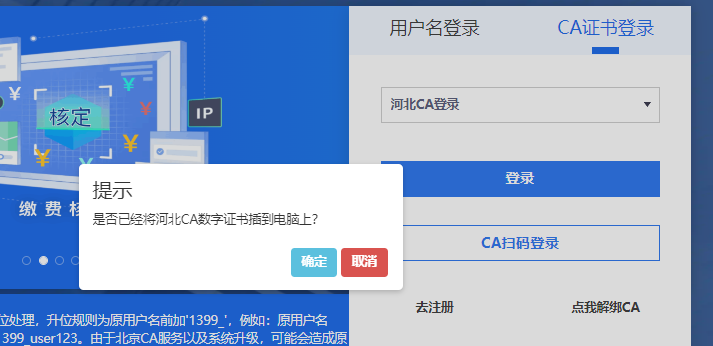 用户名登录
CA证书登录
河北CA登录
核定
IP
登录
提示
是否已经将河北CA数字证书插到电脑上?
缴费核
CA扫码登录
确定
取消
去注册
点我解绑CA
位处理，升位规则为原用户名前加'1399_'，例如：原用户名
399_user123。由于北京CA服务以及系统升级，可能会造成原